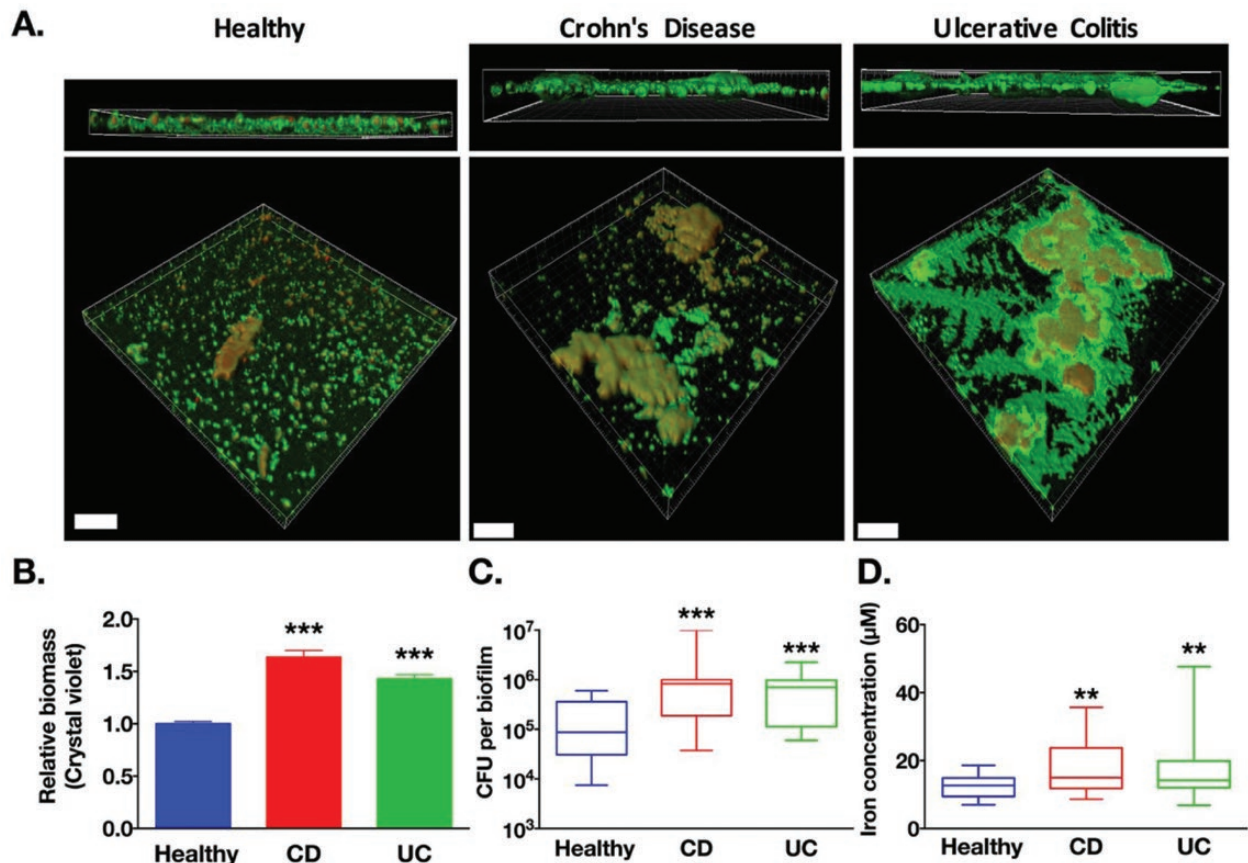 A.
Healthy
Crohn's Disease
Ulcerative Colitis
B.
Relative biomass
(Crystal violet)
2.0
1.5
1.0
0.5
0.0
***
***
Healthy
CD
UC
C.
CFU per biofilm
10⁷
10⁶
10⁵
10⁴
10³
***
***
Healthy
CD
UC
D.
Iron concentration (µM)
60
40
20
0
**
**
Healthy
CD
UC